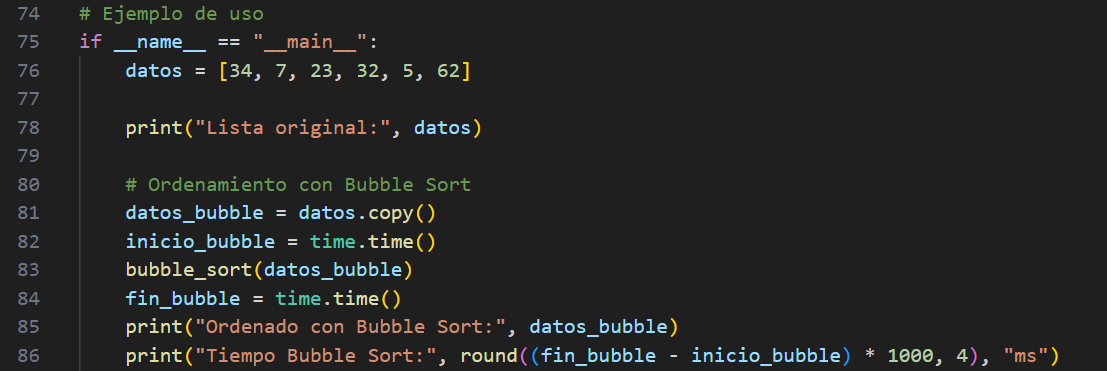 74 # Ejemplo de uso
75 if __name__ == "__main__":
76     datos = [34, 7, 23, 32, 5, 62]
77
78     print("Lista original:", datos)
79
80     # Ordenamiento con Bubble Sort
81     datos_bubble = datos.copy()
82     inicio_bubble = time.time()
83     bubble_sort(datos_bubble)
84     fin_bubble = time.time()
85     print("Ordenado con Bubble Sort:", datos_bubble)
86     print("Tiempo Bubble Sort:", round((fin_bubble - inicio_bubble) * 1000, 4), "ms")